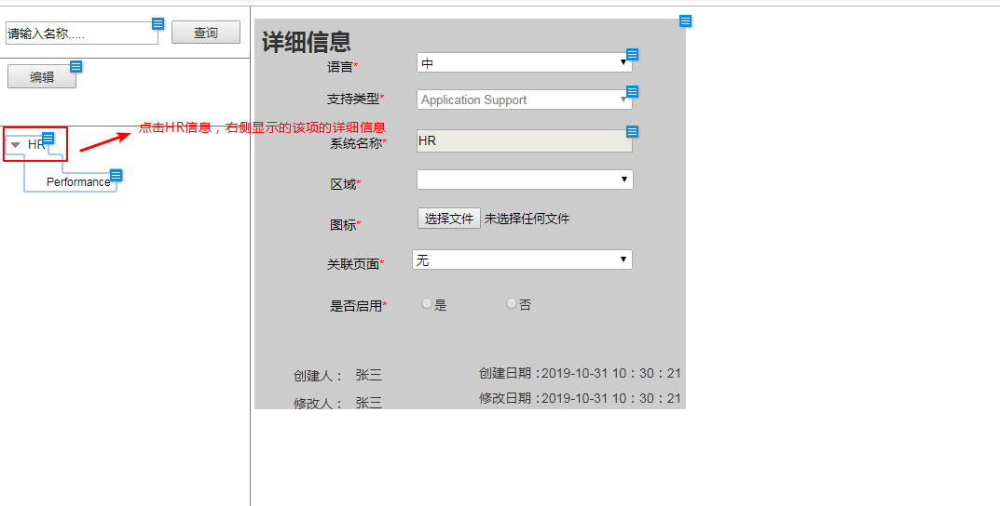 请输入名称.....
查询
编辑
HR
Performance
点击HR信息，右侧显示的该项的详细信息
详细信息
语言* 中
支持类型* Application Support
系统名称* HR
区域*
图标* 选择文件 未选择任何文件
关联页面* 无
是否启用* 是 否
创建人： 张三 创建日期：2019-10-31 10：30：21
修改人： 张三 修改日期：2019-10-31 10：30：21